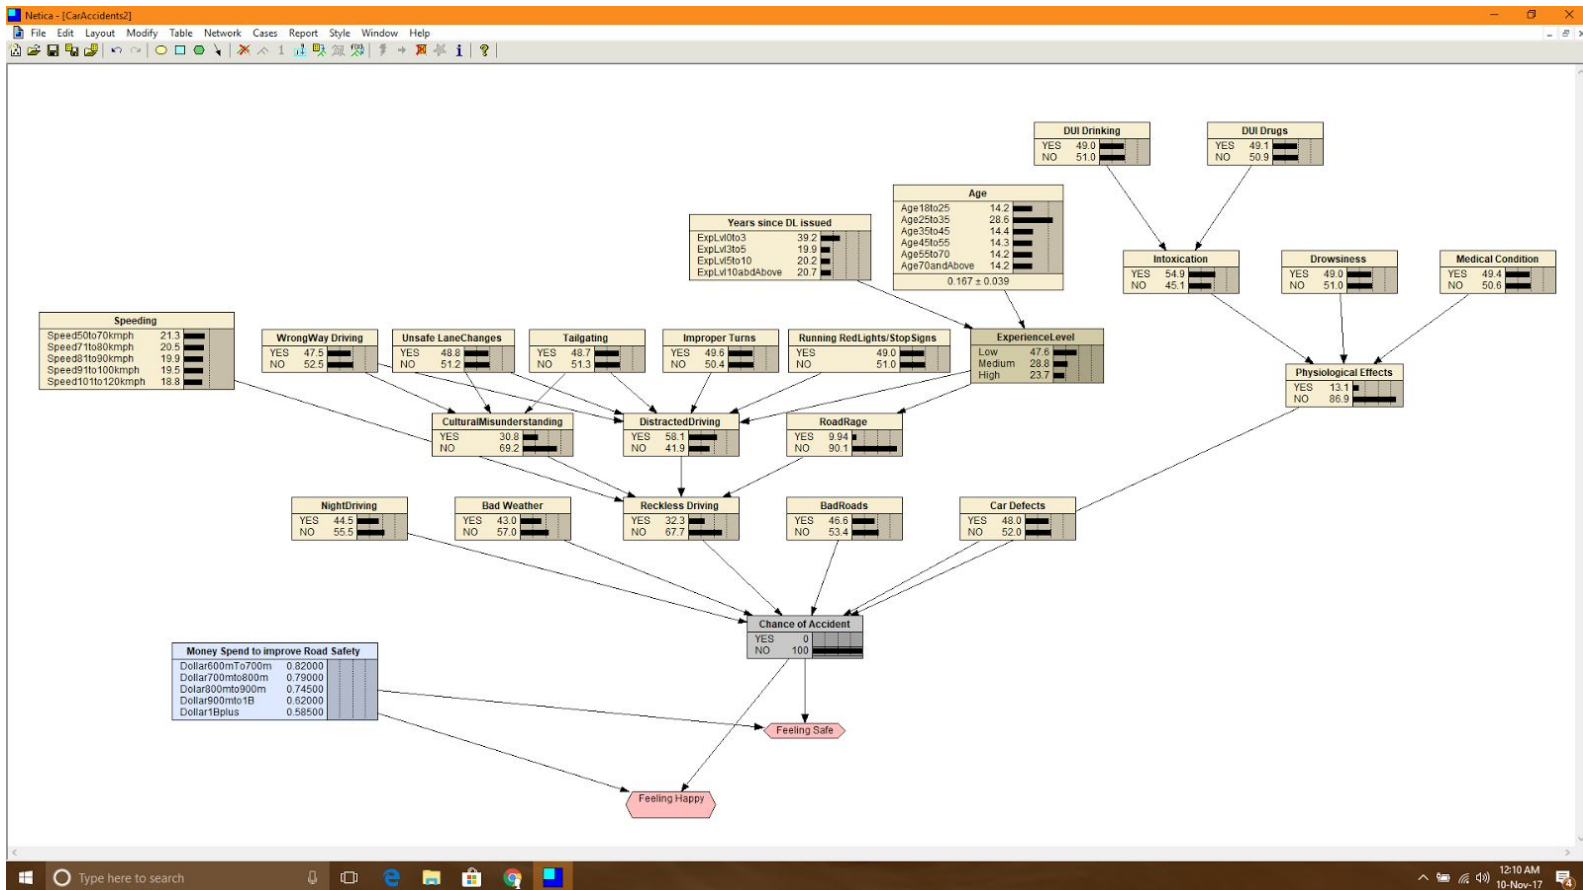 Netica - [CarAccidents2]
File Edit Layout Modify Table Network Cases Report Style Window Help
DUI Drinking
YES 49.0
NO 51.0
DUI Drugs
YES 49.1
NO 50.9
Age
Age18to25 14.2
Age25to35 28.6
Age35to45 14.4
Age45to55 14.3
Age55to70 14.2
Age70andAbove 14.2
0.167 ± 0.039
Years since DL issued
ExpLvl0to3 39.2
ExpLvl3to5 19.9
ExpLvl5to10 20.2
ExpLvl10abdAbove 20.7
Intoxication
YES 54.9
NO 45.1
Drowsiness
YES 49.0
NO 51.0
Medical Condition
YES 49.4
NO 50.6
Speeding
Speed50to70kmph 21.3
Speed71to80kmph 20.5
Speed81to90kmph 19.9
Speed91to100kmph 19.5
Speed101to120kmph 18.8
WrongWay Driving
YES 47.5
NO 52.5
Unsafe LaneChanges
YES 48.8
NO 51.2
Tailgating
YES 48.7
NO 51.3
Improper Turns
YES 49.6
NO 50.4
Running RedLights/StopSigns
YES 49.0
NO 51.0
ExperienceLevel
Low 47.6
Medium 28.8
High 23.7
Physiological Effects
YES 13.1
NO 86.9
CulturalMisunderstanding
YES 30.8
NO 69.2
DistractedDriving
YES 58.1
NO 41.9
RoadRage
YES 9.94
NO 90.1
NightDriving
YES 44.5
NO 55.5
Bad Weather
YES 43.0
NO 57.0
Reckless Driving
YES 32.3
NO 67.7
BadRoads
YES 46.6
NO 53.4
Car Defects
YES 48.0
NO 52.0
Chance of Accident
YES 0
NO 100
Money Spend to improve Road Safety
Dollar600mTo700m 0.82000
Dollar700mto800m 0.79000
Dolar800mto900m 0.74500
Dollar900mto1B 0.62000
Dollar1Bplus 0.58500
Feeling Safe
Feeling Happy
Type here to search
12:10 AM
10-Nov-17
4